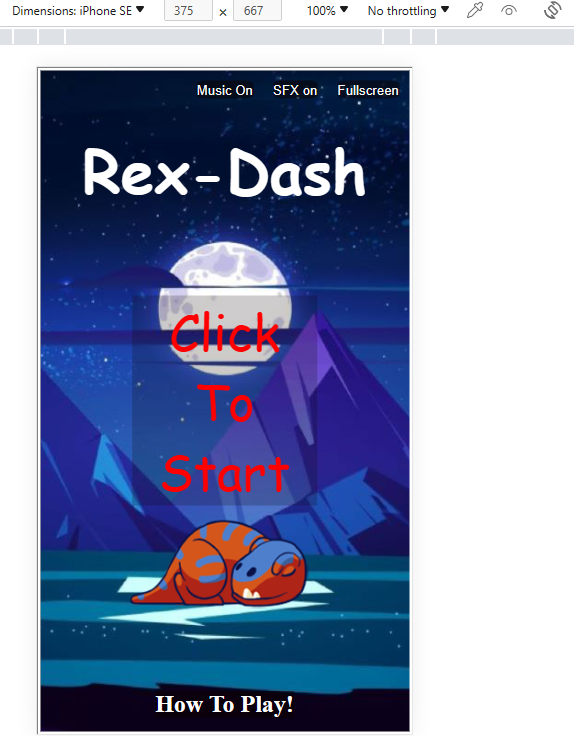 Dimensions: iPhone SE 375 × 667 100% No throttling
Music On SFX on Fullscreen
Rex-Dash
Click
To
Start
How To Play!